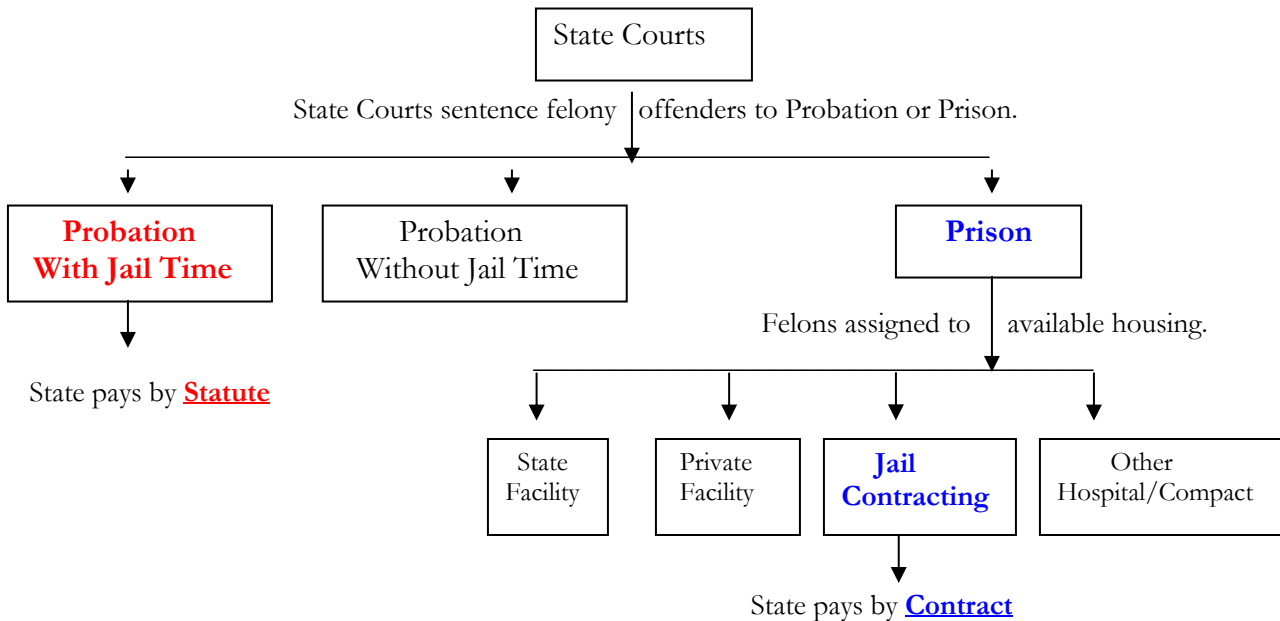 State Courts
State Courts sentence felony offenders to Probation or Prison.
Probation
With Jail Time
Probation
Without Jail Time
Prison
Felons assigned to available housing.
State pays by Statute
State
Facility
Private
Facility
Jail
Contracting
Other
Hospital/Compact
State pays by Contract